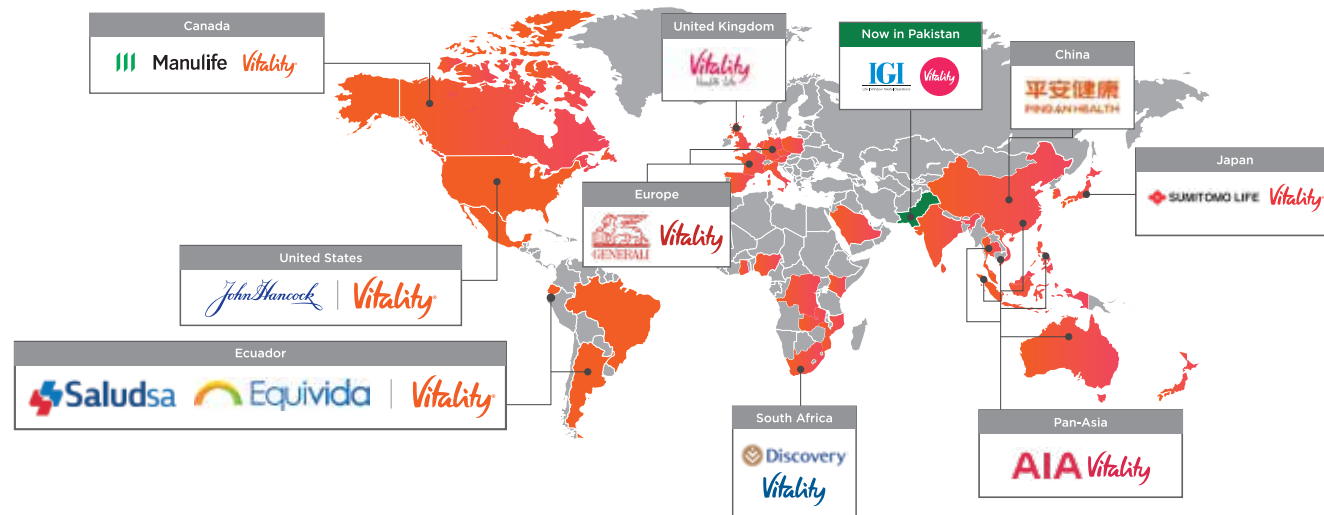 Canada
Manulife Vitality
United Kingdom
Vitality
Health Life
Now in Pakistan
IGI Vitality
China
平安健康
PING AN HEALTH
Japan
SUMITOMO LIFE Vitality
Europe
GENERALI Vitality
United States
John Hancock Vitality
Ecuador
Saludsa Equivida Vitality
South Africa
Discovery
Vitality
Pan-Asia
AIA Vitality